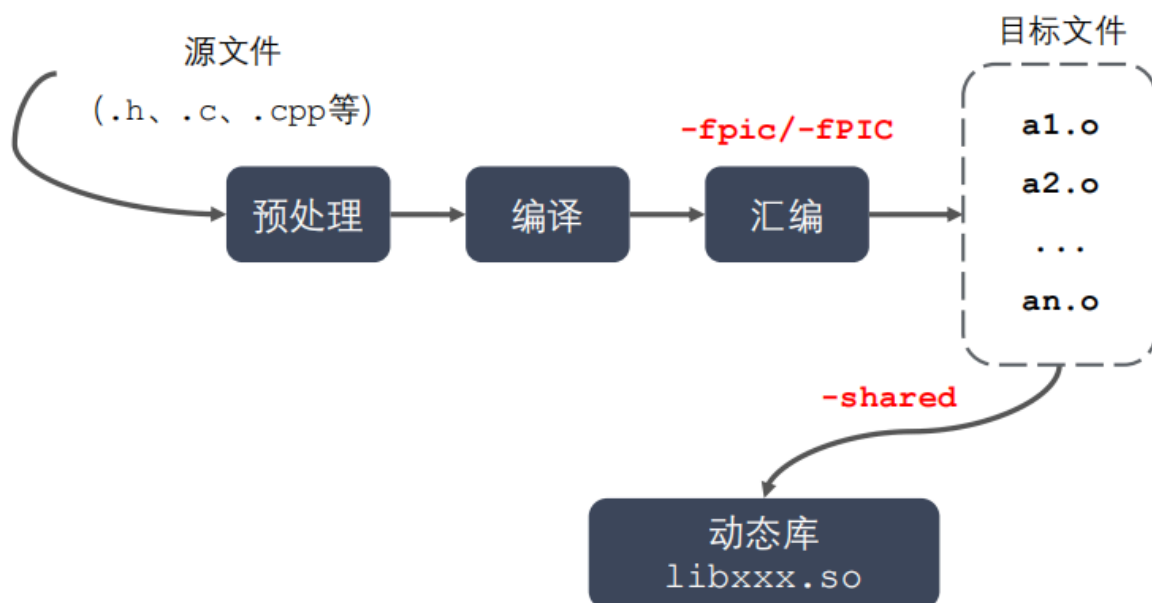 源文件
（.h、.c、.cpp等）
目标文件
-fpic/-fPIC
a1.o
a2.o
...
an.o
预处理
编译
汇编
-shared
动态库
libxxx.so